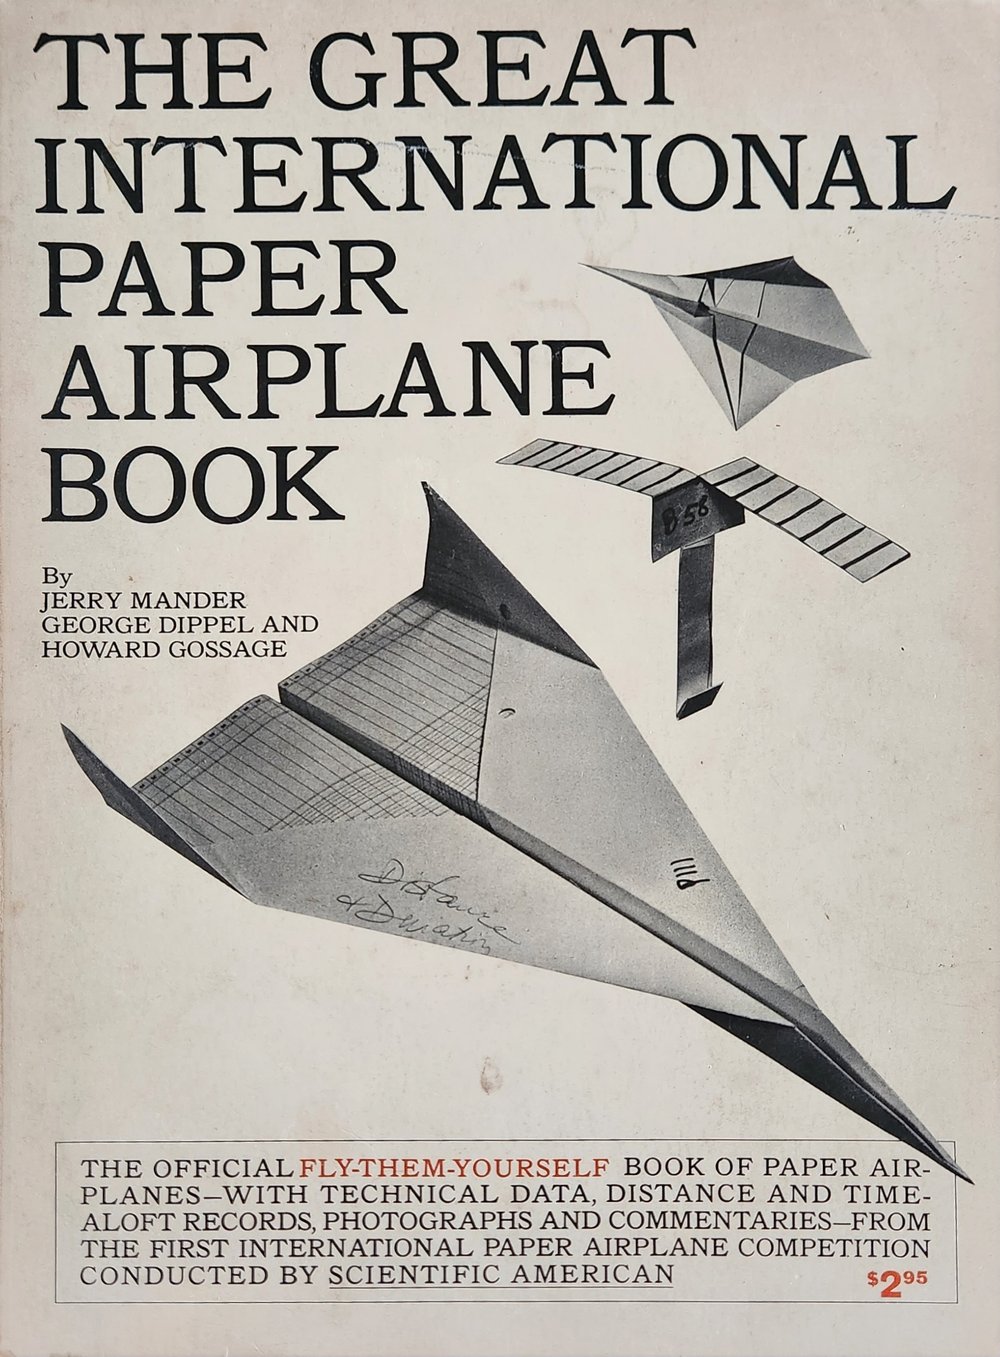 THE GREAT
INTERNATIONAL
PAPER
AIRPLANE
BOOK
By
JERRY MANDER
GEORGE DIPPEL AND
HOWARD GOSSAGE
856
Distance
& Deviation
THE OFFICIAL FLY-THEM-YOURSELF BOOK OF PAPER AIR-
PLANES—WITH TECHNICAL DATA, DISTANCE AND TIME-
ALOFT RECORDS, PHOTOGRAPHS AND COMMENTARIES—FROM
THE FIRST INTERNATIONAL PAPER AIRPLANE COMPETITION
CONDUCTED BY SCIENTIFIC AMERICAN
$2.95